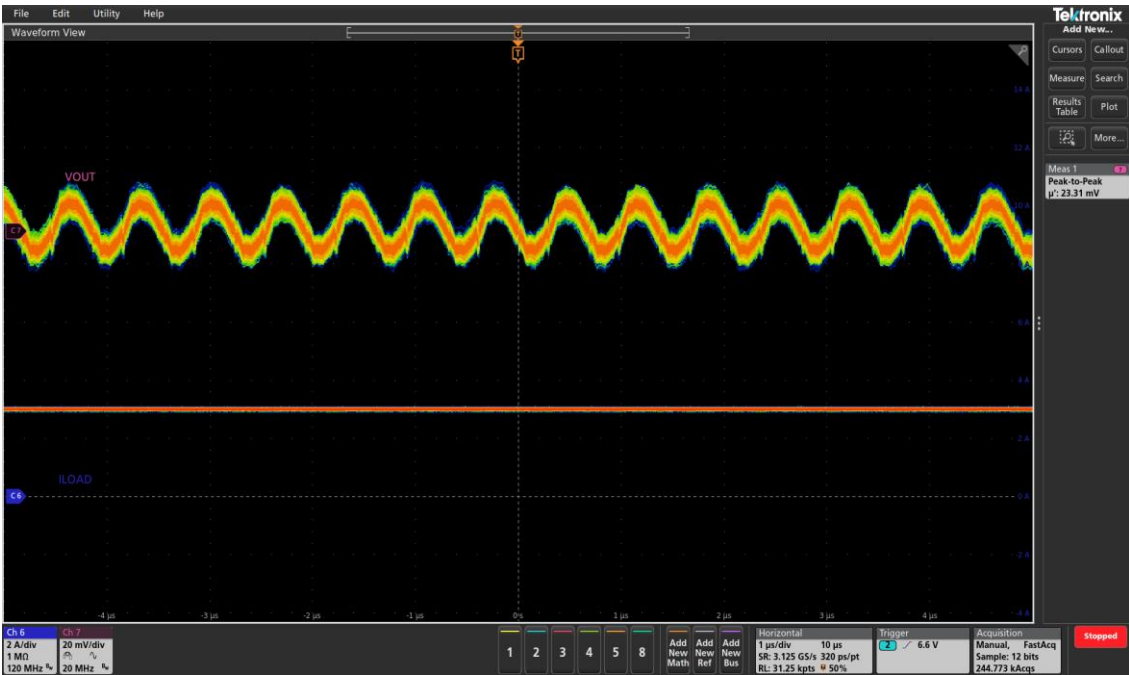 File Edit Utility Help
Tektronix
Waveform View
Add New...
T
T
Cursors Callout
Measure Search
Results Table Plot
More...
Meas 1 7
Peak-to-Peak
µ': 23.31 mV
14 A
12 A
VOUT
10 A
C7
6 A
4 A
2 A
ILOAD
C6
0 A
-2 A
-4 A
-4 µs -3 µs -2 µs -1 µs 0 s 1 µs 2 µs 3 µs 4 µs
Ch 6
2 A/div
1 MΩ
120 MHz Bw
Ch 7
20 mV/div
20 MHz Bw
1 2 3 4 5 8
Add New Math
Add New Ref
Add New Bus
Horizontal
1 µs/div 10 µs
SR: 3.125 GS/s 320 ps/pt
RL: 31.25 kpts 50%
Trigger
2 6.6 V
Acquisition
Manual, FastAcq
Sample: 12 bits
244.773 kAcqs
Stopped